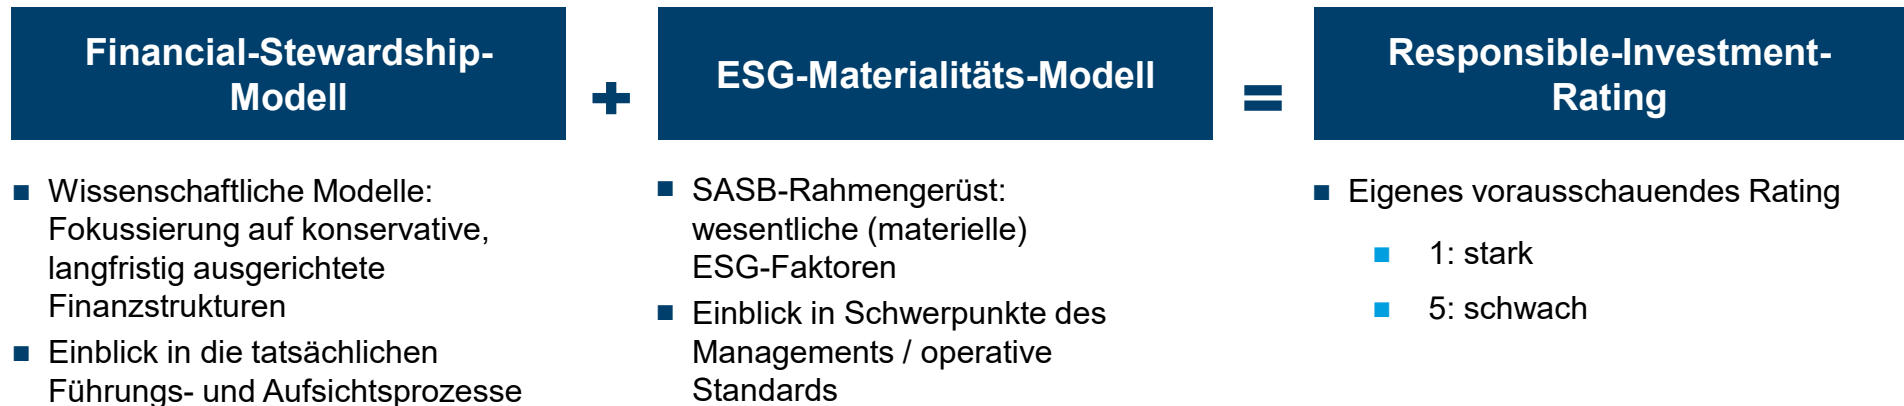 Financial-Stewardship-
Modell
+
ESG-Materialitäts-Modell
=
Responsible-Investment-
Rating
Wissenschaftliche Modelle:
Fokussierung auf konservative,
langfristig ausgerichtete
Finanzstrukturen
Einblick in die tatsächlichen
Führungs- und Aufsichtsprozesse
SASB-Rahmengerüst:
wesentliche (materielle)
ESG-Faktoren
Einblick in Schwerpunkte des
Managements / operative
Standards
Eigenes vorausschauendes Rating
1: stark
5: schwach